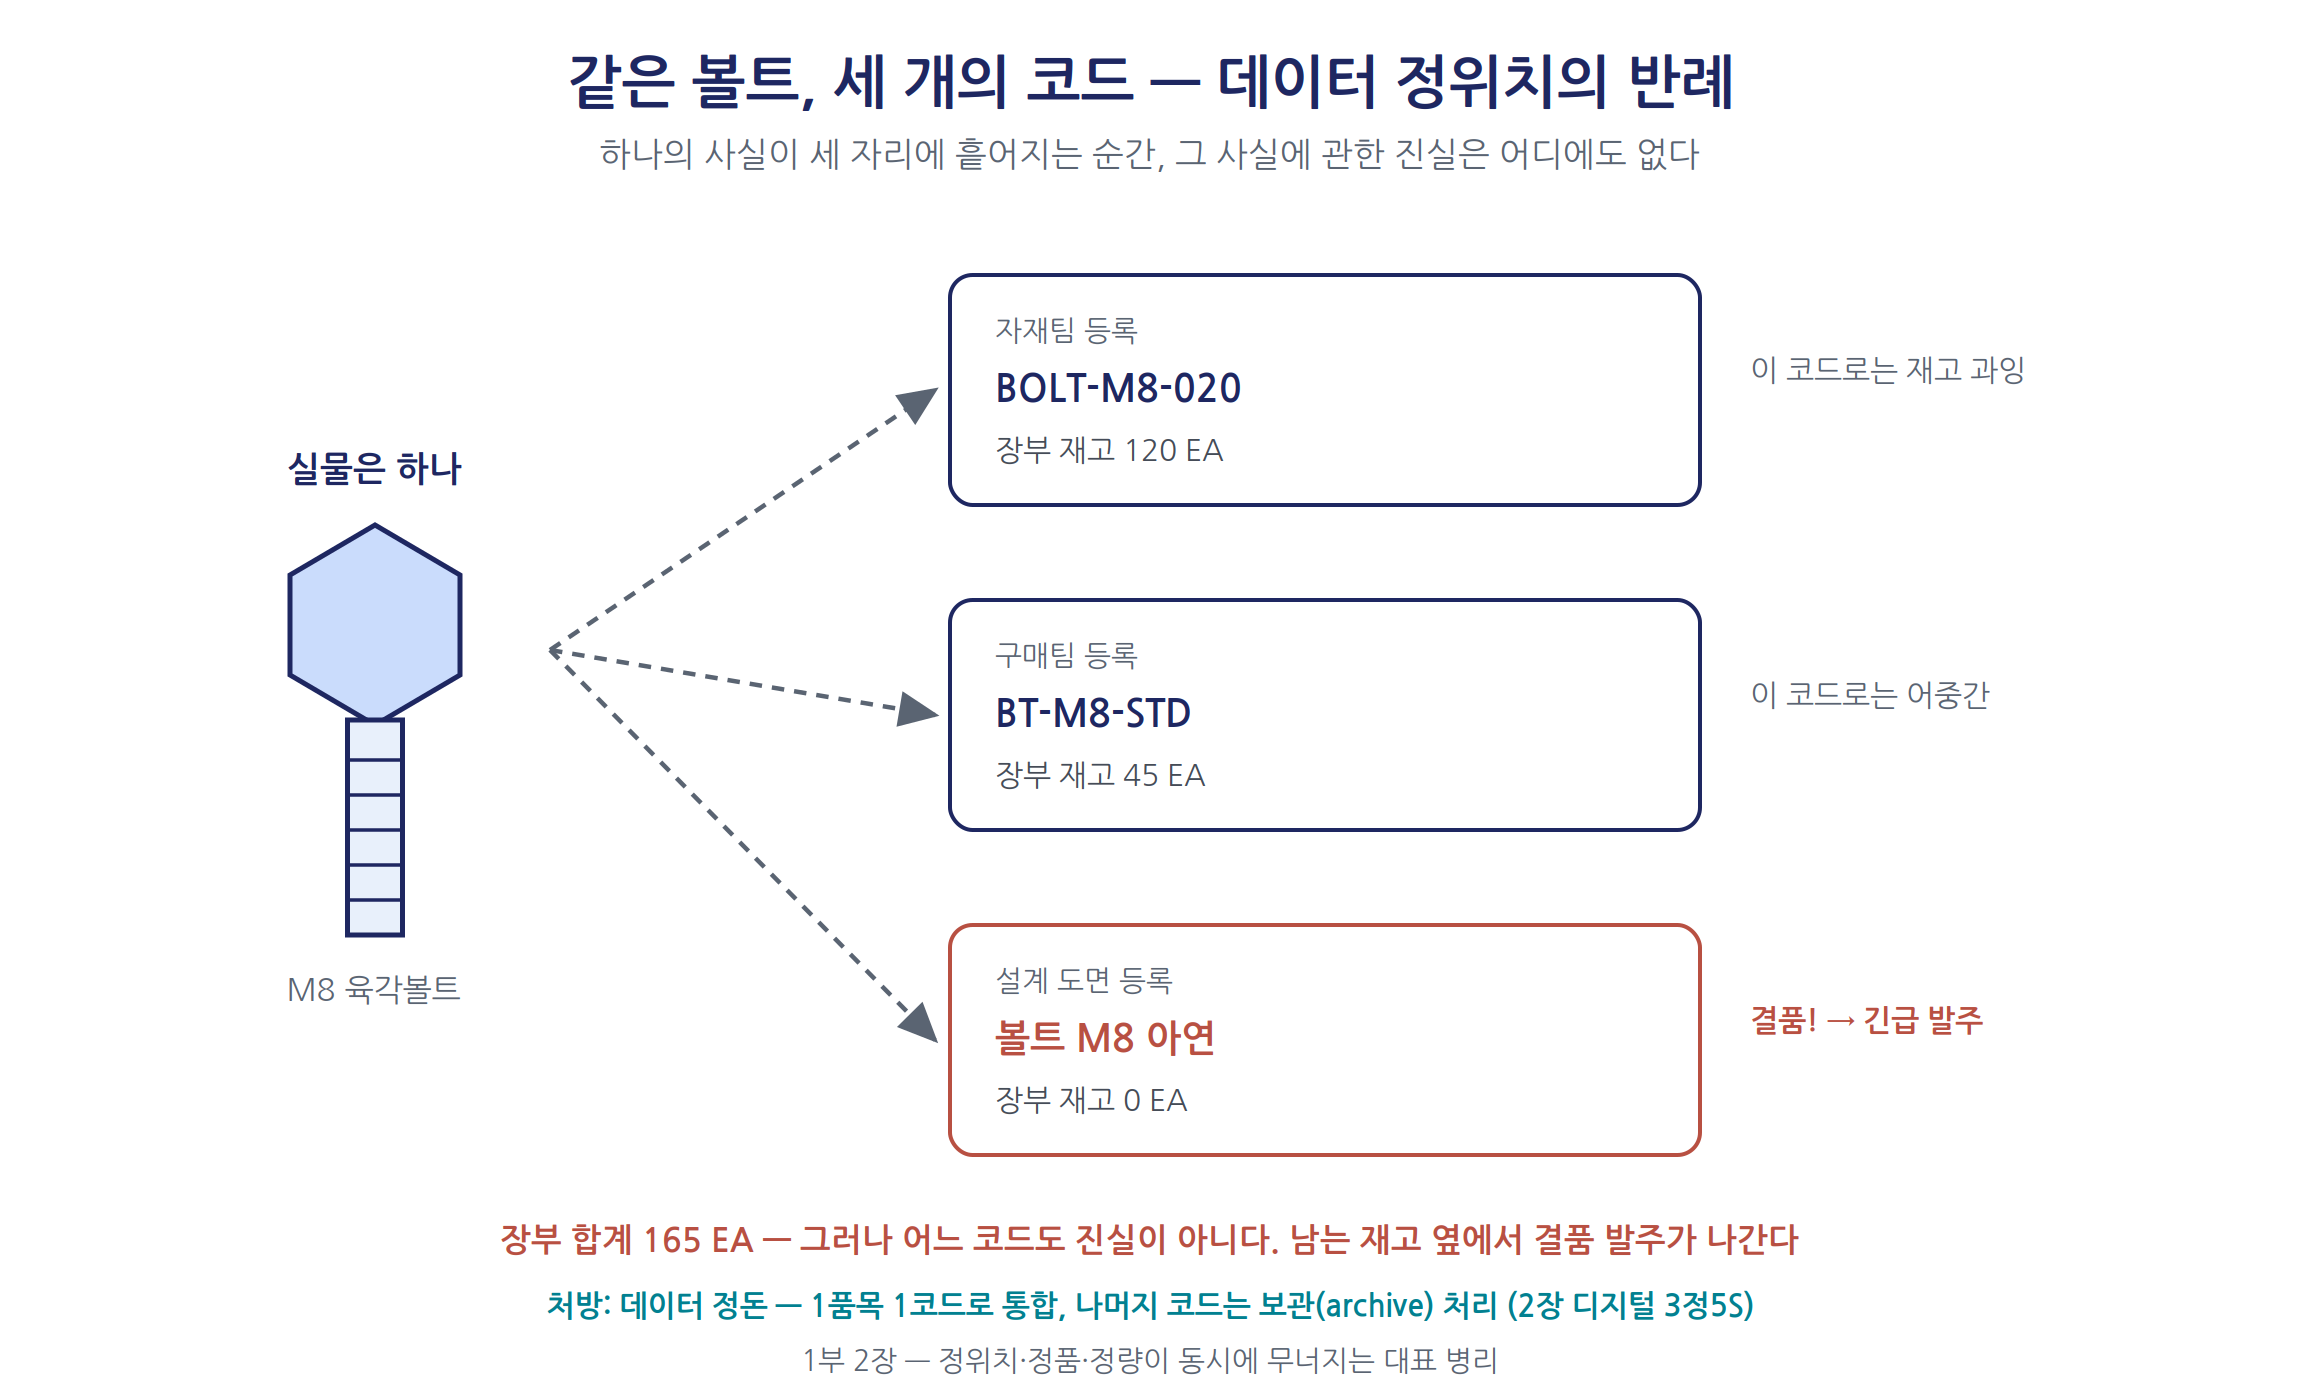 같은 볼트, 세 개의 코드 — 데이터 정위치의 반례
하나의 사실이 세 자리에 흩어지는 순간, 그 사실에 관한 진실은 어디에도 없다
실물은 하나
M8 육각볼트
자재팀 등록
BOLT-M8-020
장부 재고 120 EA
이 코드로는 재고 과잉
구매팀 등록
BT-M8-STD
장부 재고 45 EA
이 코드로는 어중간
설계 도면 등록
볼트 M8 아연
장부 재고 0 EA
결품! → 긴급 발주
장부 합계 165 EA — 그러나 어느 코드도 진실이 아니다. 남는 재고 옆에서 결품 발주가 나간다
처방: 데이터 정돈 — 1품목 1코드로 통합, 나머지 코드는 보관(archive) 처리 (2장 디지털 3정5S)
1부 2장 — 정위치·정품·정량이 동시에 무너지는 대표 병리